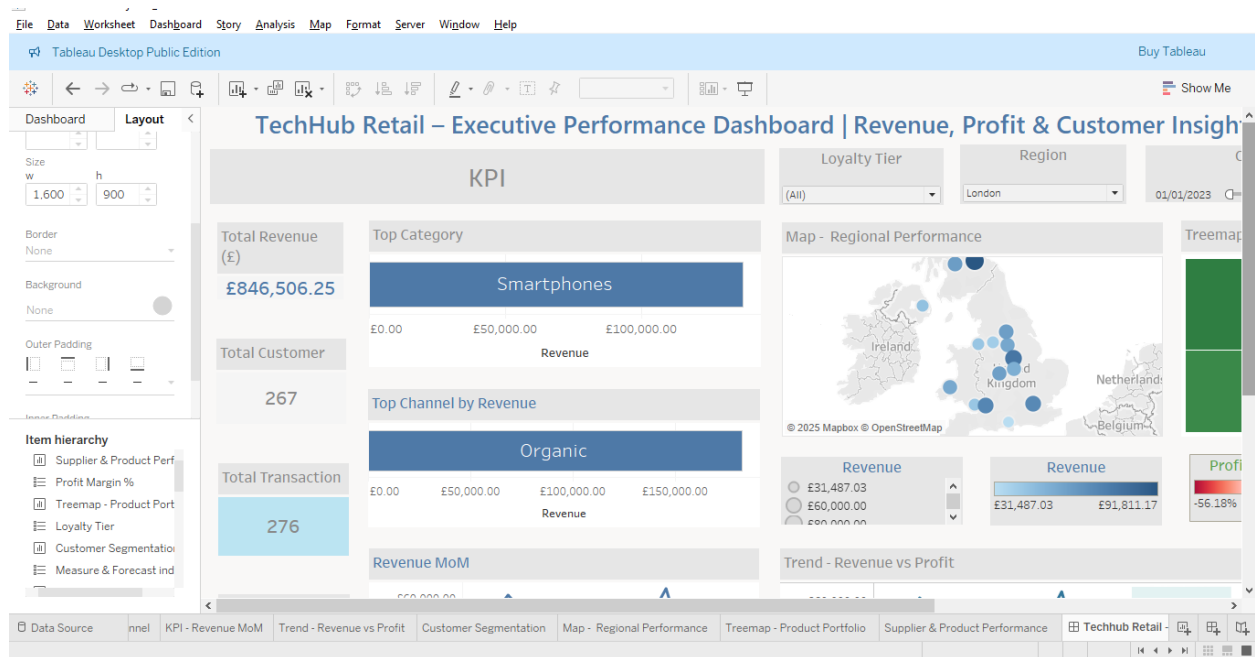 File Data Worksheet Dashboard Story Analysis Map Format Server Window Help
Tableau Desktop Public Edition
Buy Tableau
Show Me
Dashboard Layout
Size
w h
1,600 900
Border
None
Background
None
Outer Padding
Item hierarchy
Supplier & Product Perf
Profit Margin %
Treemap - Product Port
Loyalty Tier
Customer Segmentation
Measure & Forecast ind
TechHub Retail – Executive Performance Dashboard | Revenue, Profit & Customer Insigh
KPI
Loyalty Tier
(All)
Region
London
01/01/2023
Total Revenue
(£)
£846,506.25
Total Customer
267
Total Transaction
276
Top Category
Smartphones
£0.00 £50,000.00 £100,000.00
Revenue
Top Channel by Revenue
Organic
£0.00 £50,000.00 £100,000.00 £150,000.00
Revenue
Revenue MoM
Map - Regional Performance
Ireland
Kingdom
Netherlands
Belgium
© 2025 Mapbox © OpenStreetMap
Treemap
Revenue
£31,487.03
£60,000.00
£80,000.00
Revenue
£31,487.03 £91,811.17
Profi
-56.18%
Trend - Revenue vs Profit
Data Source nnel KPI - Revenue MoM Trend - Revenue vs Profit Customer Segmentation Map - Regional Performance Treemap - Product Portfolio Supplier & Product Performance Techhub Retail -